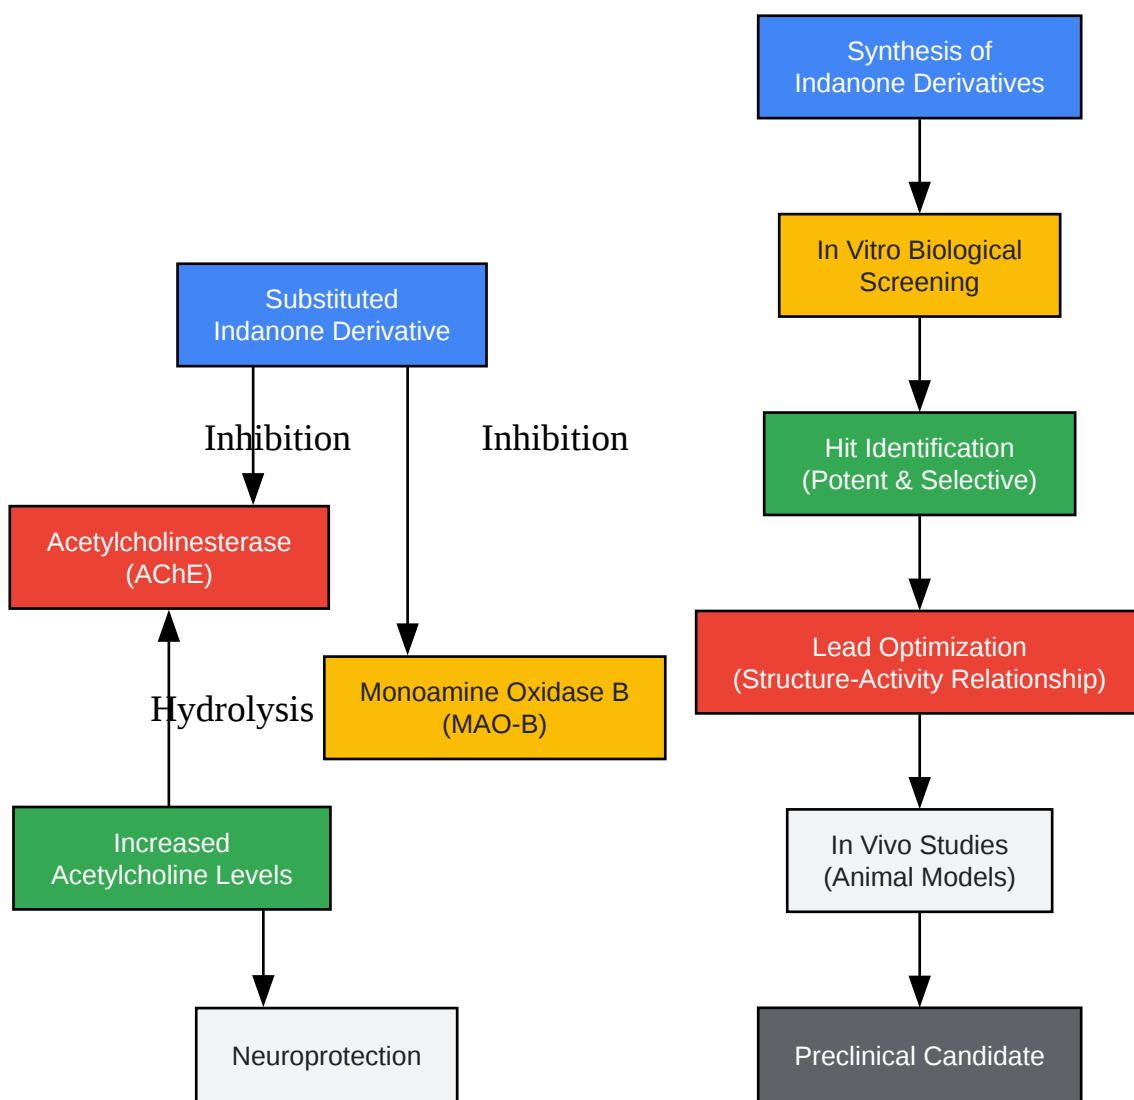 Substituted
Indanone Derivative
Inhibition
Inhibition
Acetylcholinesterase
(AChE)
Monoamine Oxidase B
(MAO-B)
Hydrolysis
Increased
Acetylcholine Levels
Neuroprotection
Synthesis of
Indanone Derivatives
In Vitro Biological
Screening
Hit Identification
(Potent & Selective)
Lead Optimization
(Structure-Activity Relationship)
In Vivo Studies
(Animal Models)
Preclinical Candidate